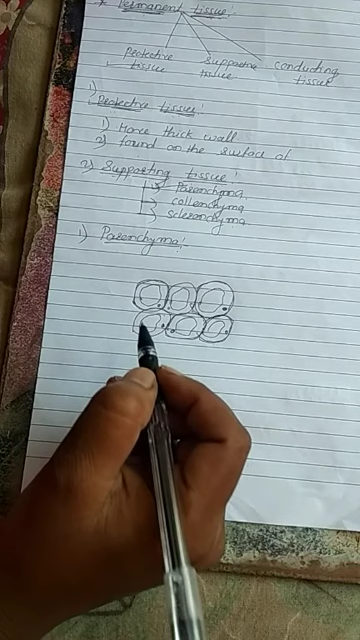 * Permanent tissue:
Protective tissue
Supportive tissue
Conducting tissue
1) Protective tissue:
1) Have thick wall
2) found on the surface of
2) Supporting tissue:
Parenchyma
collenchyma
sclerenchyma
1) Parenchyma: